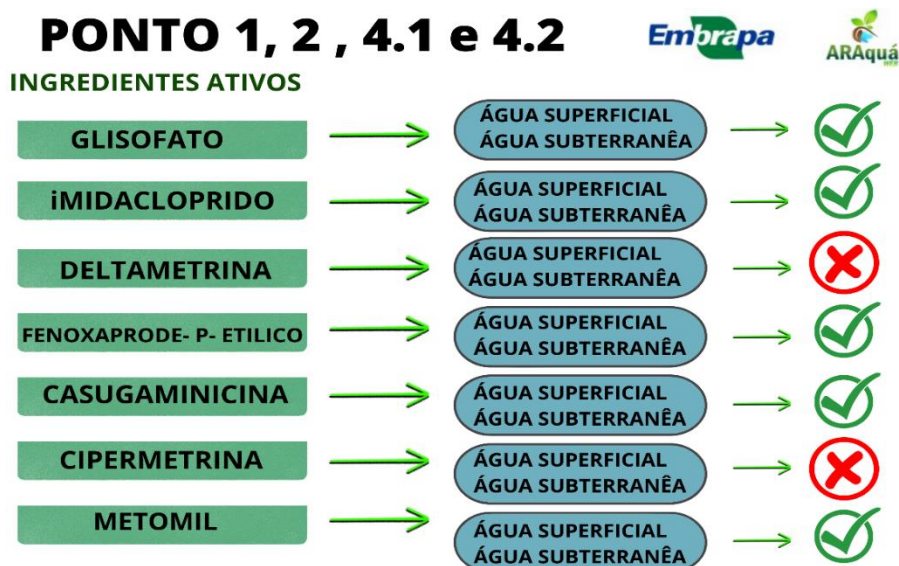 PONTO 1, 2 , 4.1 e 4.2
Embrapa
ARAquá
WEB
INGREDIENTES ATIVOS
GLISOFATO
ÁGUA SUPERFICIAL
ÁGUA SUBTERRANÊA
iMIDACLOPRIDO
ÁGUA SUPERFICIAL
ÁGUA SUBTERRANÊA
DELTAMETRINA
ÁGUA SUPERFICIAL
ÁGUA SUBTERRANÊA
FENOXAPRODE- P- ETILICO
ÁGUA SUPERFICIAL
ÁGUA SUBTERRANÊA
CASUGAMINICINA
ÁGUA SUPERFICIAL
ÁGUA SUBTERRANÊA
CIPERMETRINA
ÁGUA SUPERFICIAL
ÁGUA SUBTERRANÊA
METOMIL
ÁGUA SUPERFICIAL
ÁGUA SUBTERRANÊA